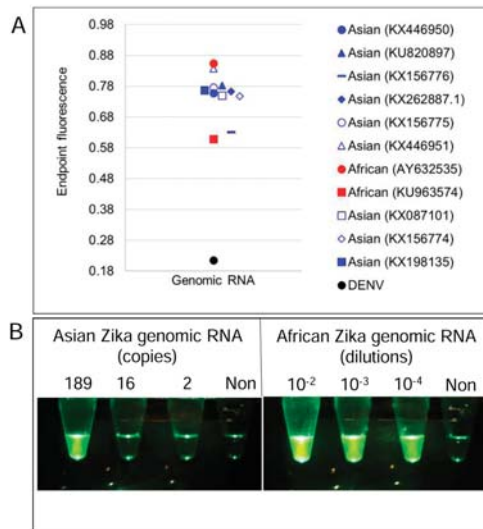 A
0.98
0.88
0.78
0.68
0.58
0.48
0.38
0.28
0.18
Endpoint fluorescence
Genomic RNA
Asian (KX446950)
Asian (KU820897)
Asian (KX156776)
Asian (KX262887.1)
Asian (KX156775)
Asian (KX446951)
African (AY632535)
African (KU963574)
Asian (KX087101)
Asian (KX156774)
Asian (KX198135)
DENV
B
Asian Zika genomic RNA
(copies)
189 16 2 Non
African Zika genomic RNA
(dilutions)
10⁻² 10⁻³ 10⁻⁴ Non